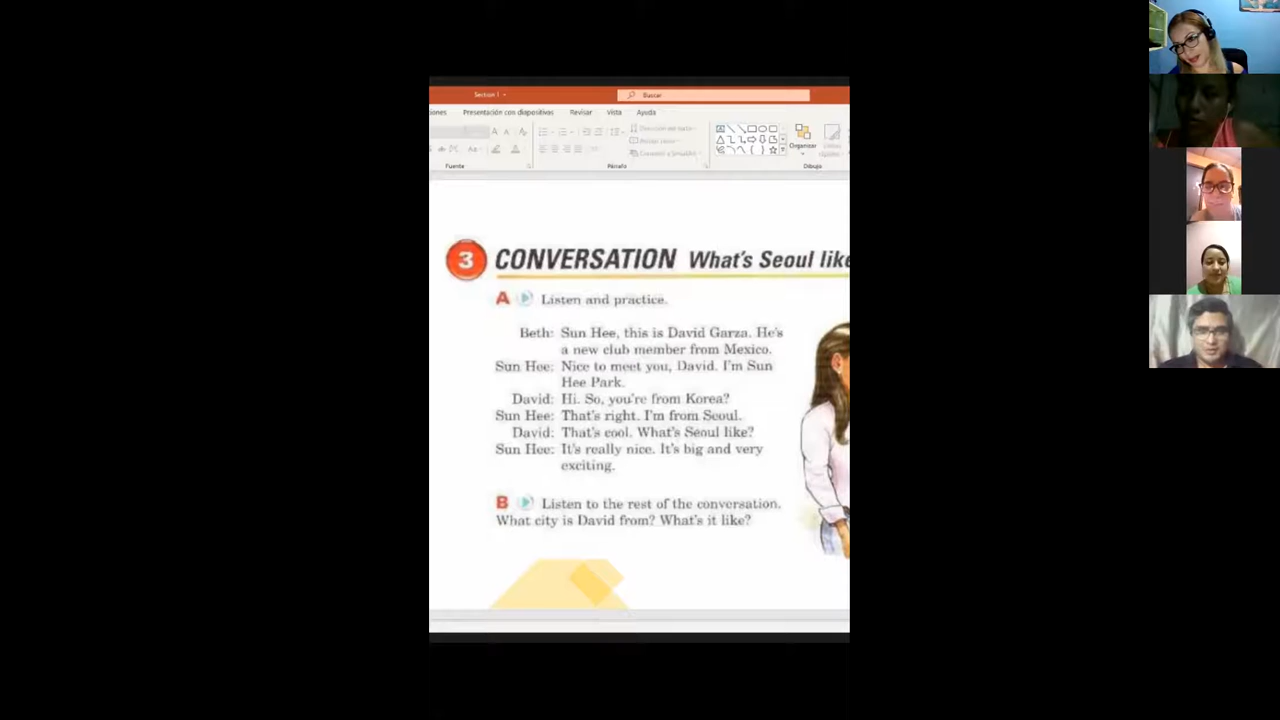 Section 1
Buscar
ciones Presentación con diapositivas Revisar Vista Ayuda
Organizar
Fuente Párrafo Dibujo
3 CONVERSATION What's Seoul like
A Listen and practice.
Beth: Sun Hee, this is David Garza. He's
a new club member from Mexico.
Sun Hee: Nice to meet you, David. I'm Sun
Hee Park.
David: Hi. So, you're from Korea?
Sun Hee: That's right. I'm from Seoul.
David: That's cool. What's Seoul like?
Sun Hee: It's really nice. It's big and very
exciting.
B Listen to the rest of the conversation.
What city is David from? What's it like?